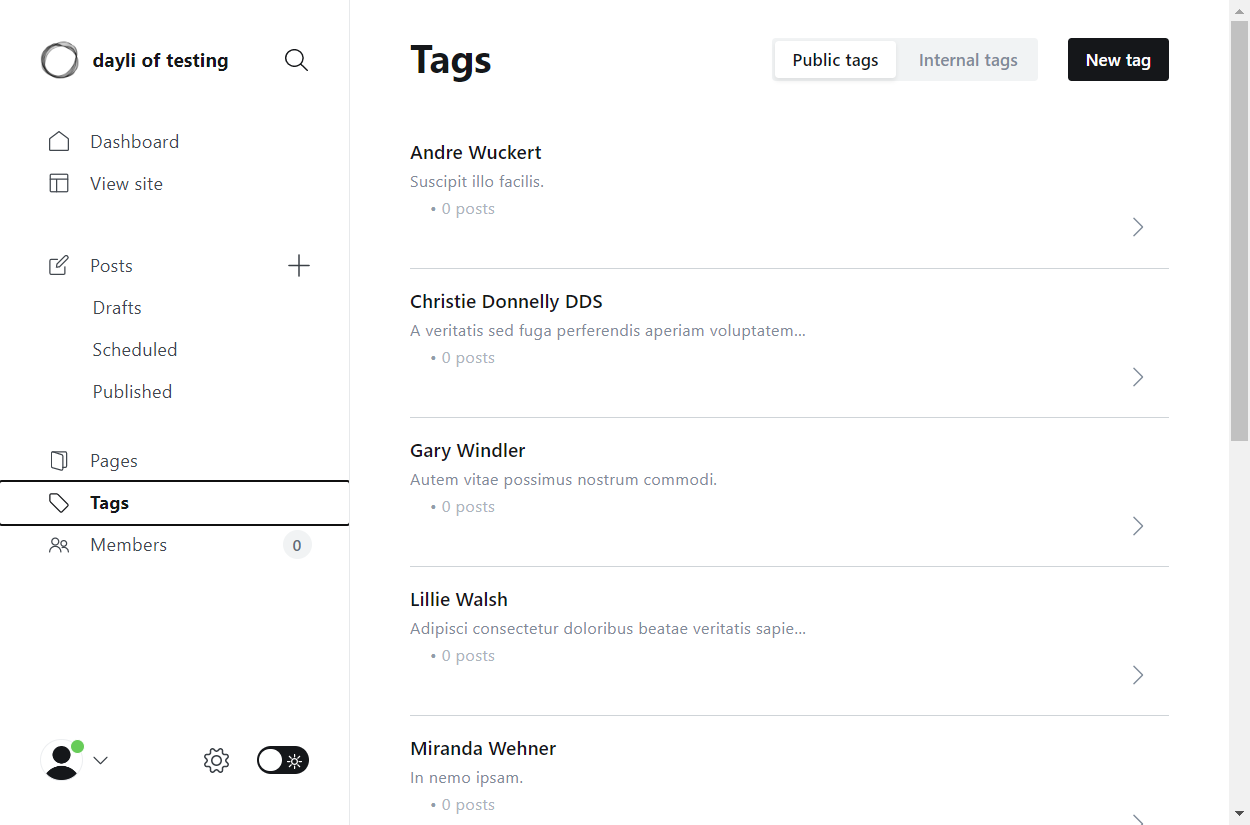 dayli of testing
Dashboard
View site
Posts
Drafts
Scheduled
Published
Pages
Tags
Members
0
Tags
Public tags
Internal tags
New tag
Andre Wuckert
Suscipit illo facilis.
• 0 posts
Christie Donnelly DDS
A veritatis sed fuga perferendis aperiam voluptatem...
• 0 posts
Gary Windler
Autem vitae possimus nostrum commodi.
• 0 posts
Lillie Walsh
Adipisci consectetur doloribus beatae veritatis sapie...
• 0 posts
Miranda Wehner
In nemo ipsam.
• 0 posts